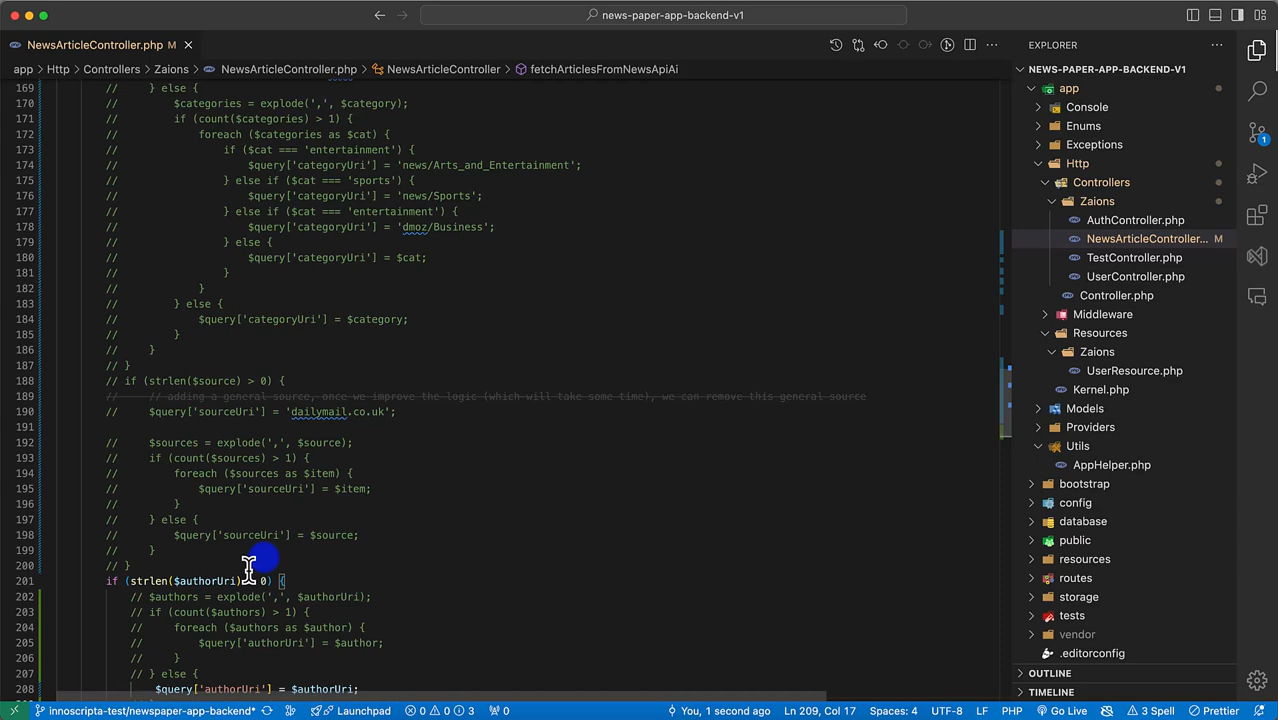 news-paper-app-backend-v1
NewsArticleController.php M
EXPLORER
app > Http > Controllers > Zaions > NewsArticleController.php > NewsArticleController > fetchArticlesFromNewsApiAi
169 // } else {
170 // $categories = explode(',', $category);
171 // if (count($categories) > 1) {
172 // foreach ($categories as $cat) {
173 // if ($cat === 'entertainment') {
174 // $query['categoryUri'] = 'news/Arts_and_Entertainment';
175 // } else if ($cat === 'sports') {
176 // $query['categoryUri'] = 'news/Sports';
177 // } else if ($cat === 'entertainment') {
178 // $query['categoryUri'] = 'dmoz/Business';
179 // } else {
180 // $query['categoryUri'] = $cat;
181 // }
182 // }
183 // } else {
184 // $query['categoryUri'] = $category;
185 // }
186 // }
187 // }
188 // if (strlen($source) > 0) {
189 // // adding a general source, once we improve the logic (which will take some time), we can remove this general source
190 // $query['sourceUri'] = 'dailymail.co.uk';
191
192 // $sources = explode(',', $source);
193 // if (count($sources) > 1) {
194 // foreach ($sources as $item) {
195 // $query['sourceUri'] = $item;
196 // }
197 // } else {
198 // $query['sourceUri'] = $source;
199 // }
200 // }
201 if (strlen($authorUri) 0) {
202 // $authors = explode(',', $authorUri);
203 // if (count($authors) > 1) {
204 // foreach ($authors as $author) {
205 // $query['authorUri'] = $author;
206 // }
207 // } else {
208 $query['authorUri'] = $authorUri;
NEWS-PAPER-APP-BACKEND-V1
app
Console
Enums
Exceptions
Http
Controllers
Zaions
AuthController.php
NewsArticleController... M
TestController.php
UserController.php
Controller.php
Middleware
Resources
Zaions
UserResource.php
Kernel.php
Models
Providers
Utils
AppHelper.php
bootstrap
config
database
public
resources
routes
storage
tests
vendor
.editorconfig
OUTLINE
TIMELINE
1
innoscripta-test/newspaper-app-backend* Launchpad 0 0 3 0 You, 1 second ago Ln 209, Col 17 Spaces: 4 UTF-8 LF PHP Go Live 3 Spell Prettier